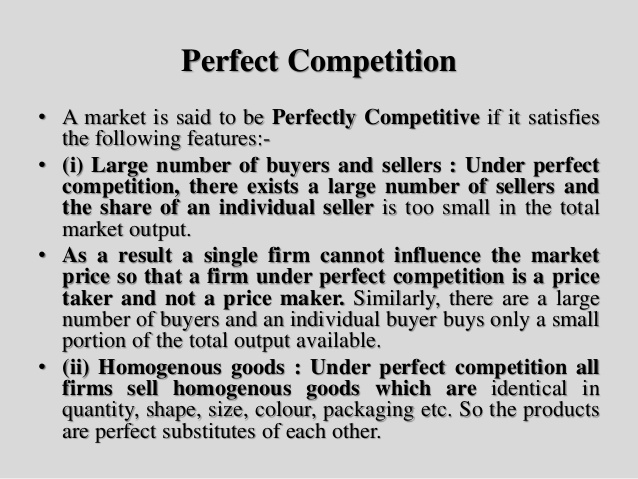 Perfect Competition
• A market is said to be Perfectly Competitive if it satisfies
the following features:-
• (i) Large number of buyers and sellers : Under perfect
competition, there exists a large number of sellers and
the share of an individual seller is too small in the total
market output.
• As a result a single firm cannot influence the market
price so that a firm under perfect competition is a price
taker and not a price maker. Similarly, there are a large
number of buyers and an individual buyer buys only a small
portion of the total output available.
• (ii) Homogenous goods : Under perfect competition all
firms sell homogenous goods which are identical in
quantity, shape, size, colour, packaging etc. So the products
are perfect substitutes of each other.